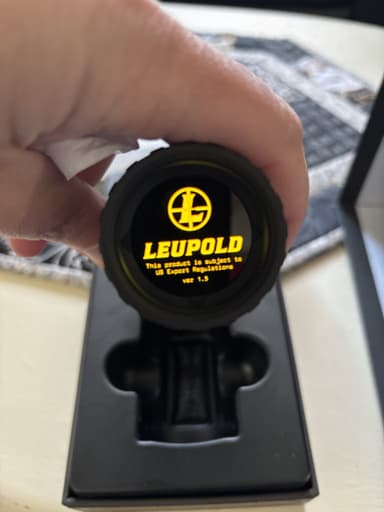 LEUPOLD
This product is subject to
US Export Regulations
ver 1.5